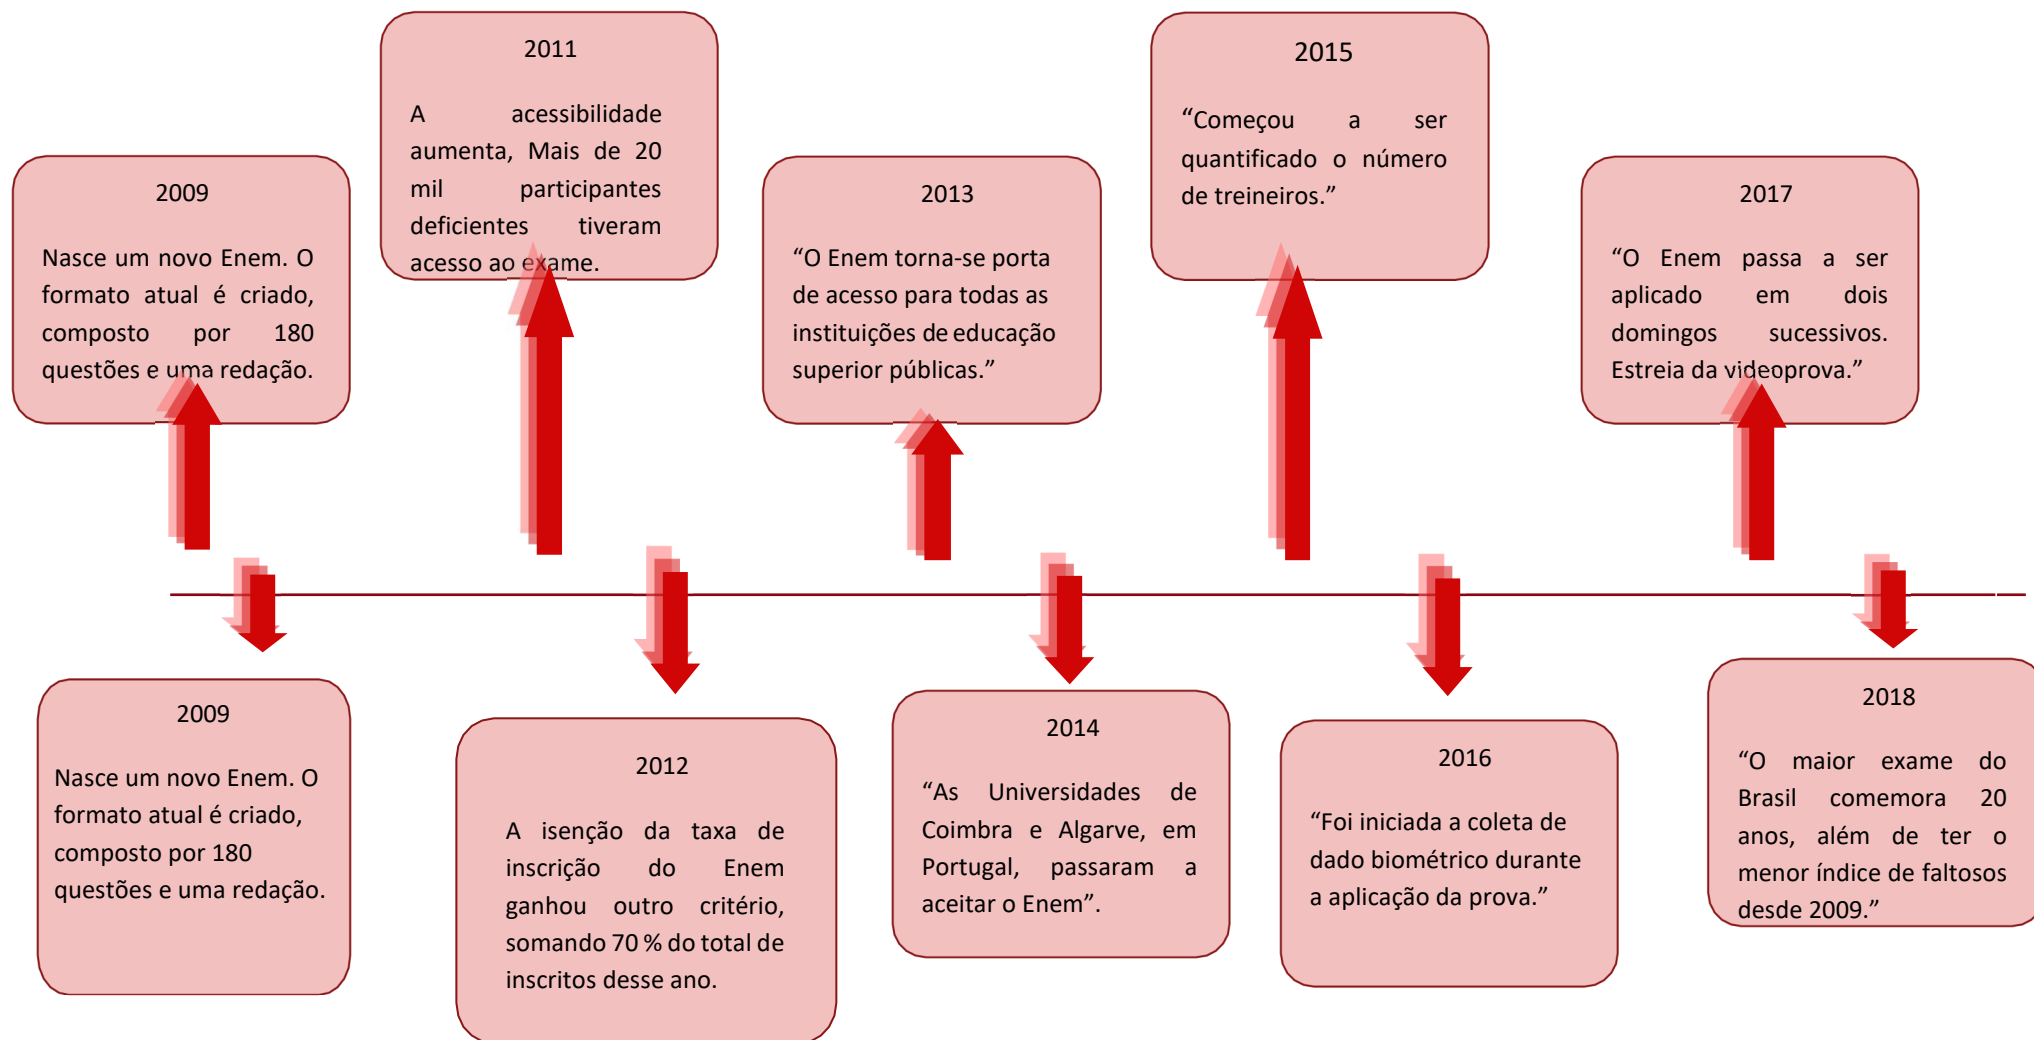 2009
Nasce um novo Enem. O
formato atual é criado,
composto por 180
questões e uma redação.
2009
Nasce um novo Enem. O
formato atual é criado,
composto por 180
questões e uma redação.
2011
A acessibilidade
aumenta, Mais de 20
mil participantes
deficientes tiveram
acesso ao exame.
2012
A isenção da taxa de
inscrição do Enem
ganhou outro critério,
somando 70 % do total de
inscritos desse ano.
2013
“O Enem torna-se porta
de acesso para todas as
instituições de educação
superior públicas.”
2014
“As Universidades de
Coimbra e Algarve, em
Portugal, passaram a
aceitar o Enem”.
2015
“Começou a ser
quantificado o número
de treineiros.”
2016
“Foi iniciada a coleta de
dado biométrico durante
a aplicação da prova.”
2017
“O Enem passa a ser
aplicado em dois
domingos sucessivos.
Estreia da videoprova.”
2018
“O maior exame do
Brasil comemora 20
anos, além de ter o
menor índice de faltosos
desde 2009.”